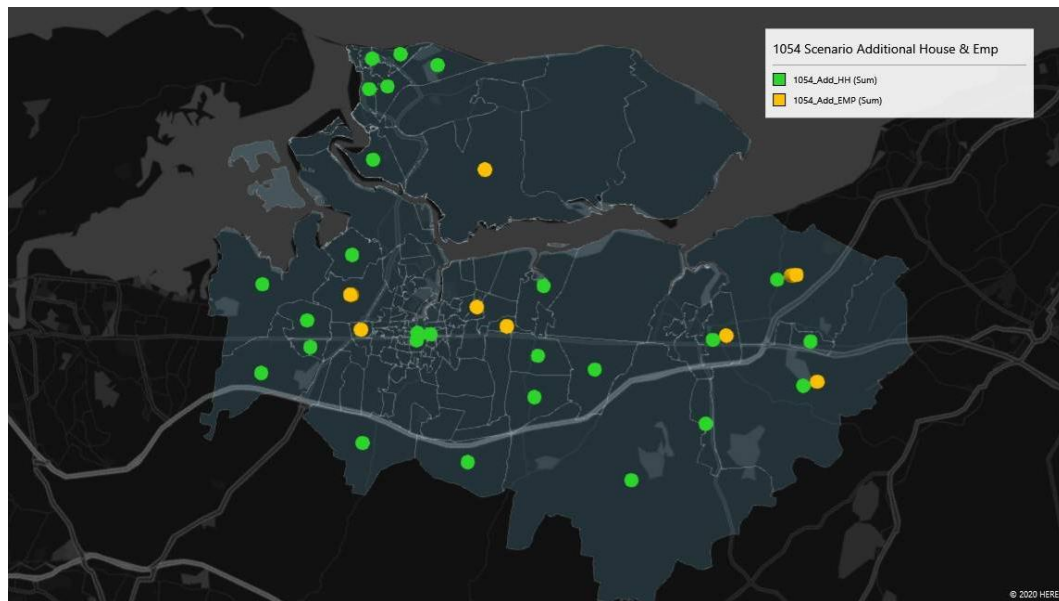 1054 Scenario Additional House & Emp
1054_Add_HH (Sum)
1054_Add_EMP (Sum)
© 2020 HERE